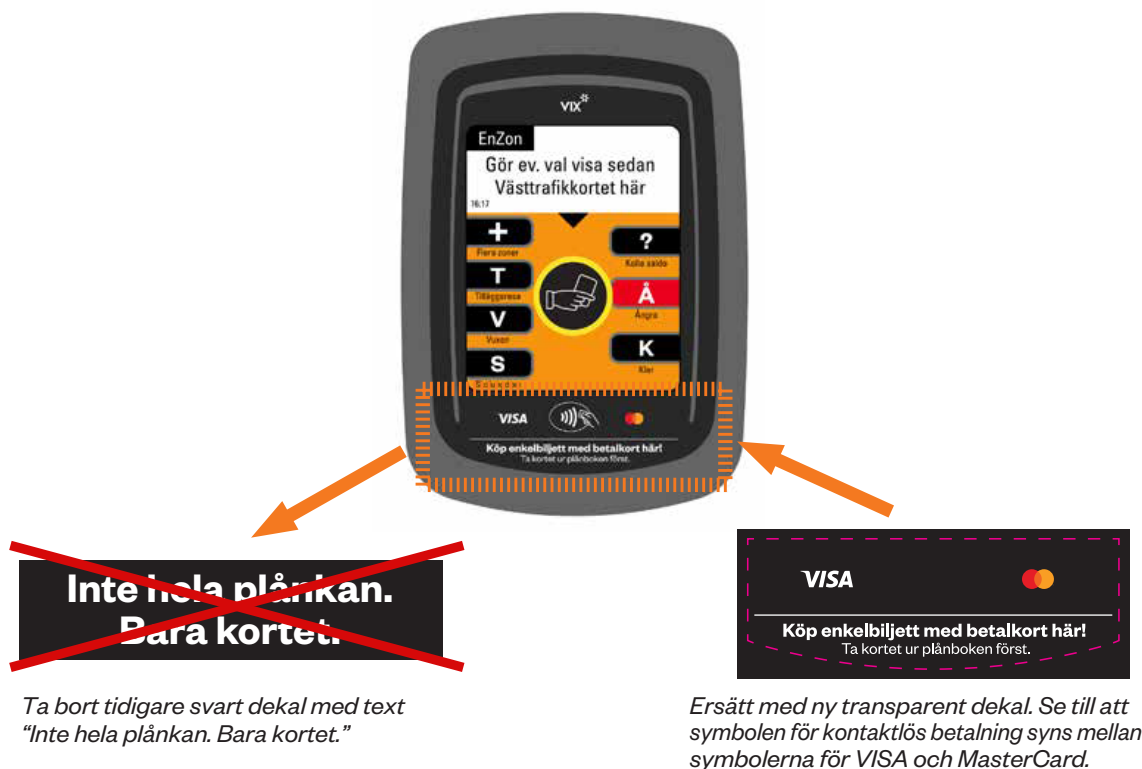 vix
EnZon
Gör ev. val visa sedan
Västtrafikkortet här
16:17
+
Flera zoner
T
Tilläggsresa
V
Vuxen
S
?
Kolla saldo
Å
Ångra
K
Klar
VISA
Köp enkelbiljett med betalkort här!
Ta kortet ur plånboken först.
Inte hela plånkan.
Bara kortet.
Ta bort tidigare svart dekal med text
“Inte hela plånkan. Bara kortet.”
VISA
Köp enkelbiljett med betalkort här!
Ta kortet ur plånboken först.
Ersätt med ny transparent dekal. Se till att
symbolen för kontaktlös betalning syns mellan
symbolerna för VISA och MasterCard.